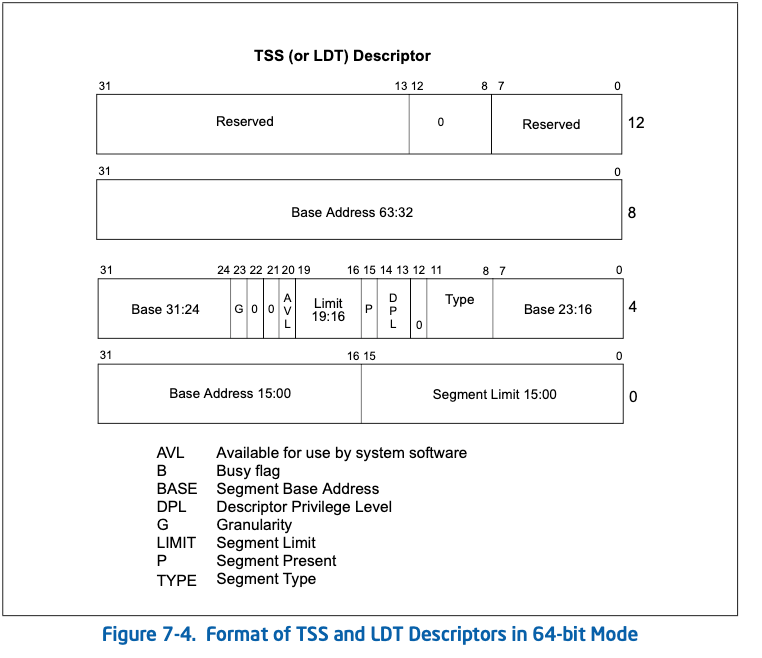 TSS (or LDT) Descriptor
31 13 12 8 7 0
Reserved 0 Reserved 12
31 0
Base Address 63:32 8
31 24 23 22 21 20 19 16 15 14 13 12 11 8 7 0
Base 31:24 G 0 0 AVL Limit 19:16 P DPL 0 Type Base 23:16 4
31 16 15 0
Base Address 15:00 Segment Limit 15:00 0
AVL Available for use by system software
B Busy flag
BASE Segment Base Address
DPL Descriptor Privilege Level
G Granularity
LIMIT Segment Limit
P Segment Present
TYPE Segment Type
Figure 7-4. Format of TSS and LDT Descriptors in 64-bit Mode